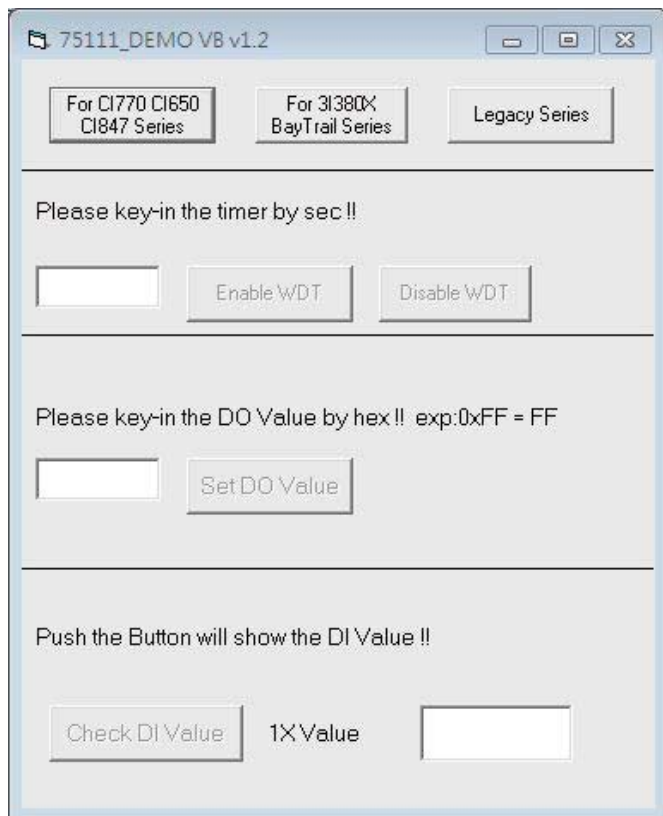 75111_DEMO VB v1.2
For CI770 CI650
CI847 Series
For 3I380X
BayTrail Series
Legacy Series
Please key-in the timer by sec !!
Enable WDT
Disable WDT
Please key-in the DO Value by hex !! exp:0xFF = FF
Set DO Value
Push the Button will show the DI Value !!
Check DI Value
1X Value